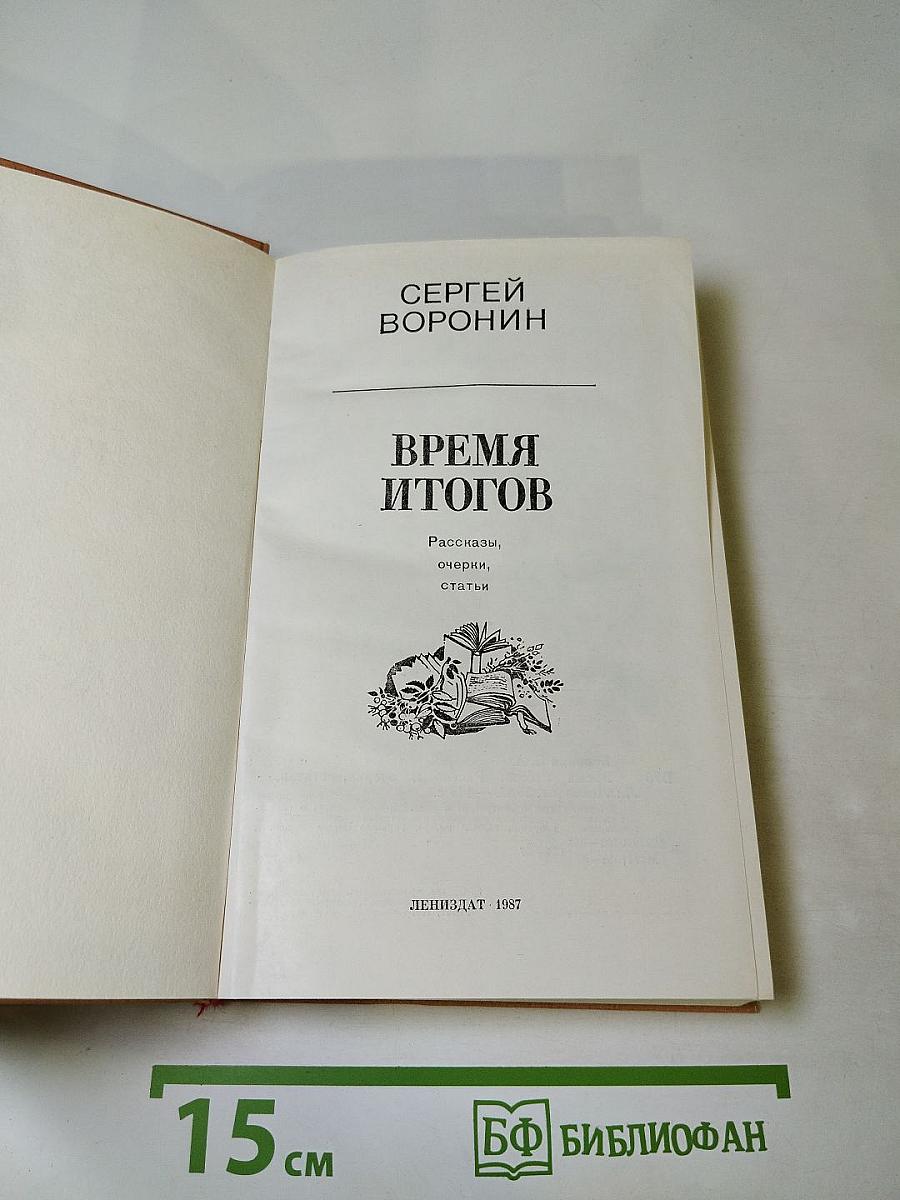 СЕРГЕЙ
ВОРОНИН
ВРЕМЯ
ИТОГОВ
Рассказы,
очерки,
статьи
ЛЕНИЗДАТ · 1987
15 см
БФ БИБЛИОФАН